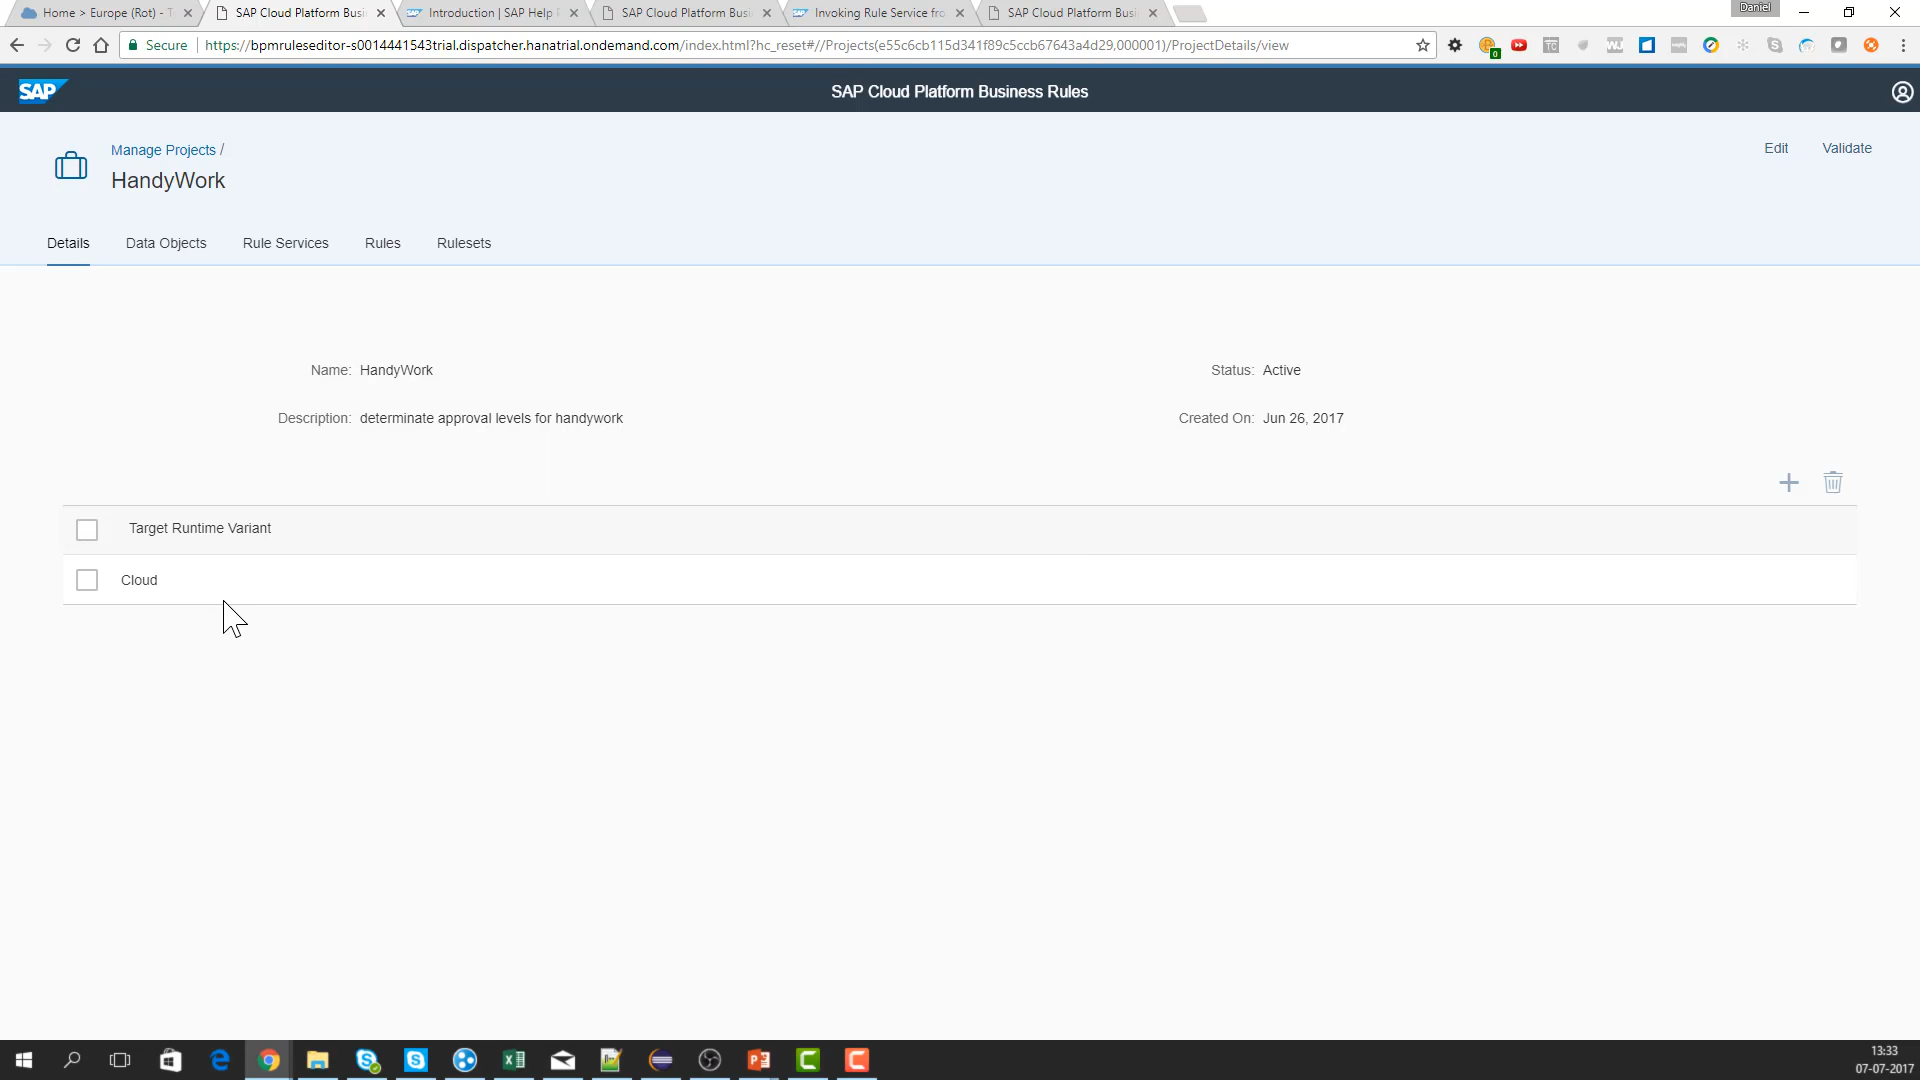 Home > Europe (Rot) - T
SAP Cloud Platform Busi
Introduction | SAP Help P
SAP Cloud Platform Busi
Invoking Rule Service fro
SAP Cloud Platform Busi
Daniel
Secure
https://bpmruleseditor-s0014441543trial.dispatcher.hanatrial.ondemand.com/index.html?hc_reset#//Projects(e55c6cb115d341f89c5ccb67643a4d29,000001)/ProjectDetails/view
SAP
SAP Cloud Platform Business Rules
Manage Projects /
HandyWork
Edit
Validate
Details
Data Objects
Rule Services
Rules
Rulesets
Name: HandyWork
Status: Active
Description: determinate approval levels for handywork
Created On: Jun 26, 2017
Target Runtime Variant
Cloud
13:33
07-07-2017